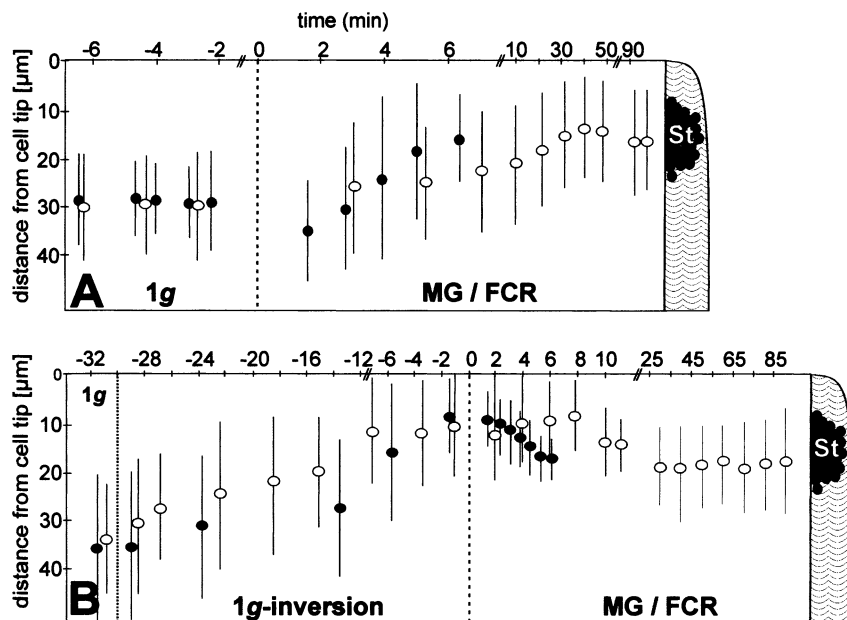 time (min)
-6 -4 -2 0 2 4 6 10 30 50 90
distance from cell tip [µm]
0
10
20
30
40
St
A
1g
MG / FCR
-32 -28 -24 -20 -16 -12 -6 -4 -2 0 2 4 6 8 10 25 45 65 85
distance from cell tip [µm]
0
10
20
30
40
1g
St
B
1g-inversion
MG / FCR